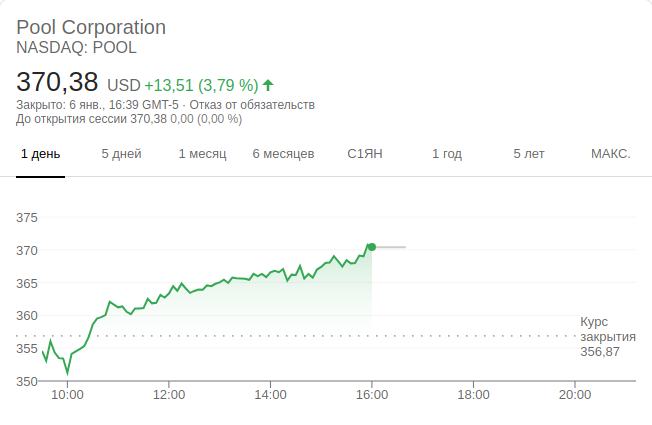 Pool Corporation
NASDAQ: POOL
370,38 USD +13,51 (3,79 %)
Закрыто: 6 янв., 16:39 GMT-5 · Отказ от обязательств
До открытия сессии 370,38 0,00 (0,00 %)
1 день 5 дней 1 месяц 6 месяцев С1ЯН 1 год 5 лет МАКС.
375
370
365
360
Курс
закрытия
356,87
355
350
10:00 12:00 14:00 16:00 18:00 20:00